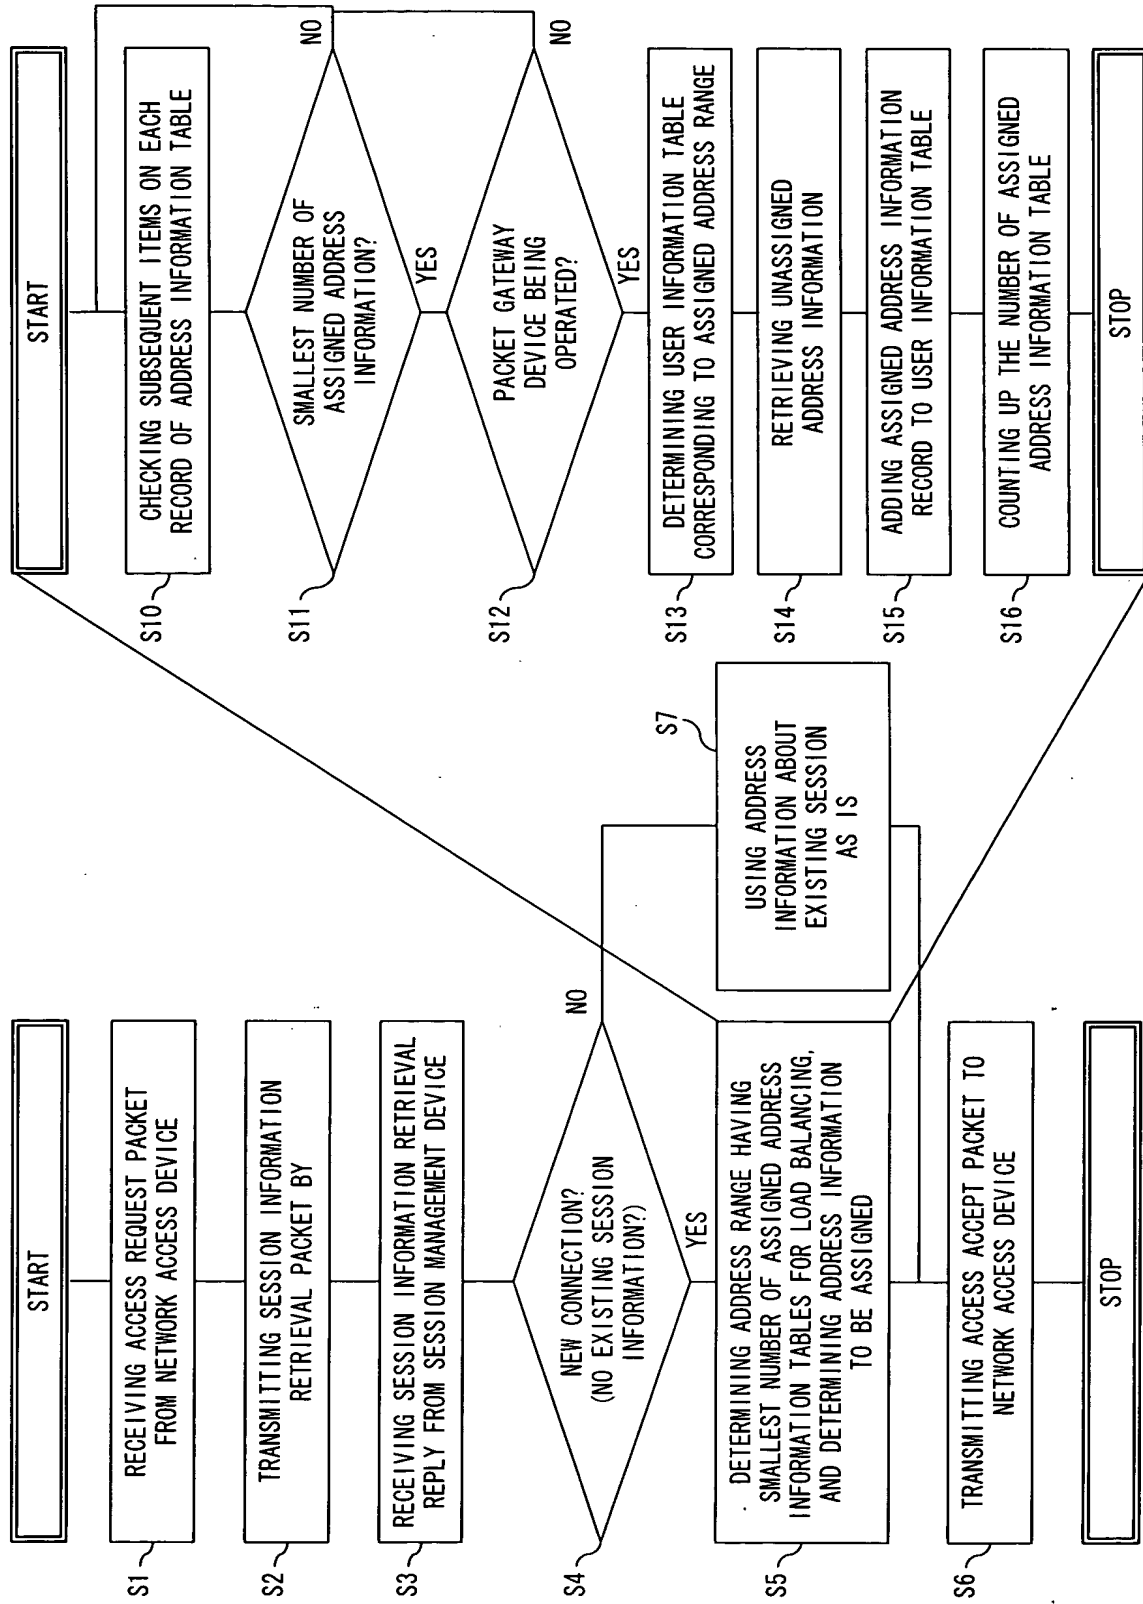 START
S1
RECEIVING ACCESS REQUEST PACKET
FROM NETWORK ACCESS DEVICE
S2
TRANSMITTING SESSION INFORMATION
RETRIEVAL PACKET BY
S3
RECEIVING SESSION INFORMATION RETRIEVAL
REPLY FROM SESSION MANAGEMENT DEVICE
S4
NEW CONNECTION?
(NO EXISTING SESSION
INFORMATION?)
NO
YES
S5
DETERMINING ADDRESS RANGE HAVING
SMALLEST NUMBER OF ASSIGNED ADDRESS
INFORMATION TABLES FOR LOAD BALANCING,
AND DETERMINING ADDRESS INFORMATION
TO BE ASSIGNED
S7
USING ADDRESS
INFORMATION ABOUT
EXISTING SESSION
AS IS
S6
TRANSMITTING ACCESS ACCEPT PACKET TO
NETWORK ACCESS DEVICE
STOP
START
S10
CHECKING SUBSEQUENT ITEMS ON EACH
RECORD OF ADDRESS INFORMATION TABLE
S11
SMALLEST NUMBER OF
ASSIGNED ADDRESS
INFORMATION?
NO
YES
S12
PACKET GATEWAY
DEVICE BEING
OPERATED?
NO
YES
S13
DETERMINING USER INFORMATION TABLE
CORRESPONDING TO ASSIGNED ADDRESS RANGE
S14
RETRIEVING UNASSIGNED
ADDRESS INFORMATION
S15
ADDING ASSIGNED ADDRESS INFORMATION
RECORD TO USER INFORMATION TABLE
S16
COUNTING UP THE NUMBER OF ASSIGNED
ADDRESS INFORMATION TABLE
STOP